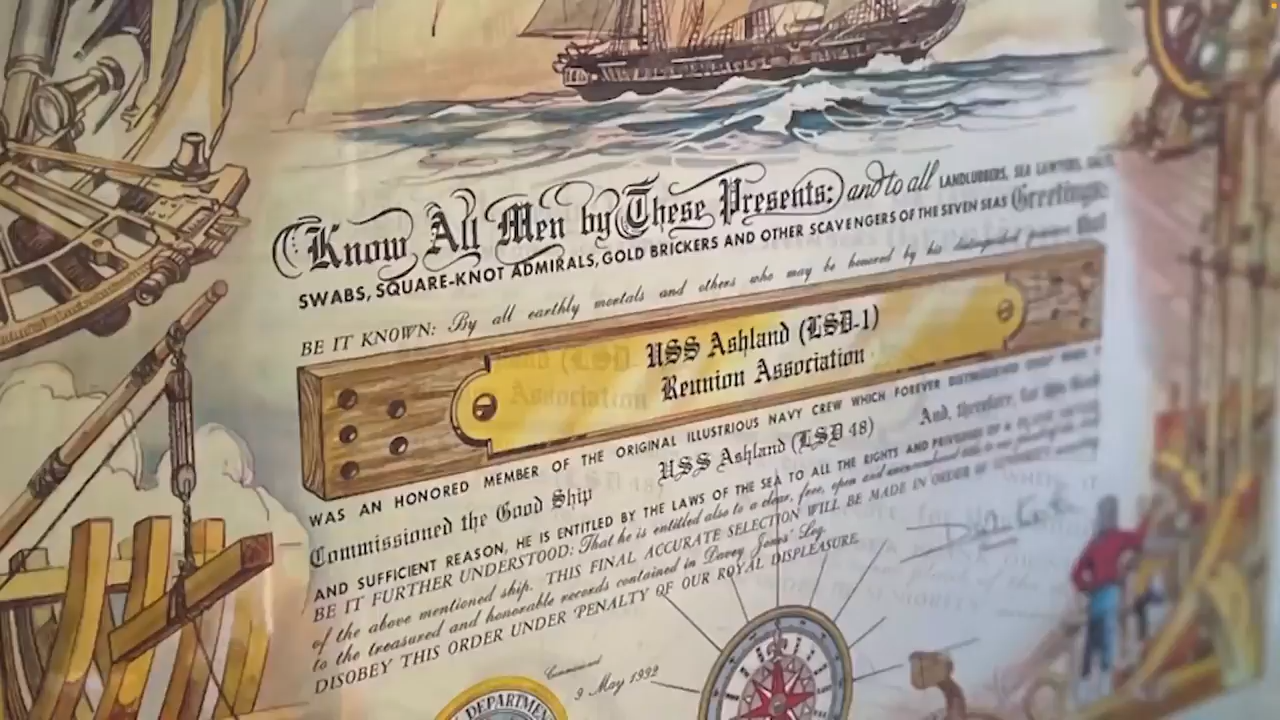 Know All Men by These Presents: and to all LANDLUBBERS, SEA LAWYERS,
SWABS, SQUARE-KNOT ADMIRALS, GOLD BRICKERS AND OTHER SCAVENGERS OF THE SEVEN SEAS Greetings:
BE IT KNOWN: By all earthly mortals and others who may be honored by his distinguished presence that
USS Ashland (LSD-1)
Reunion Association
WAS AN HONORED MEMBER OF THE ORIGINAL ILLUSTRIOUS NAVY CREW WHICH FOREVER DISTINGUISHED
Commissioned the Good Ship USS Ashland (LSD 48) And, therefore, for this
AND SUFFICIENT REASON, HE IS ENTITLED BY THE LAWS OF THE SEA TO ALL THE RIGHTS AND PRIVILEGES OF A
BE IT FURTHER UNDERSTOOD: That he is entitled also to a clear, free, open and unencumbered title to
of the above mentioned ship. THIS FINAL ACCURATE SELECTION WILL BE MADE IN ORDER OF
to the treasured and honorable records contained in Davey Jones' Log.
DISOBEY THIS ORDER UNDER PENALTY OF OUR ROYAL DISPLEASURE.
Commissioned
9 May 1992
DEPARTMENT